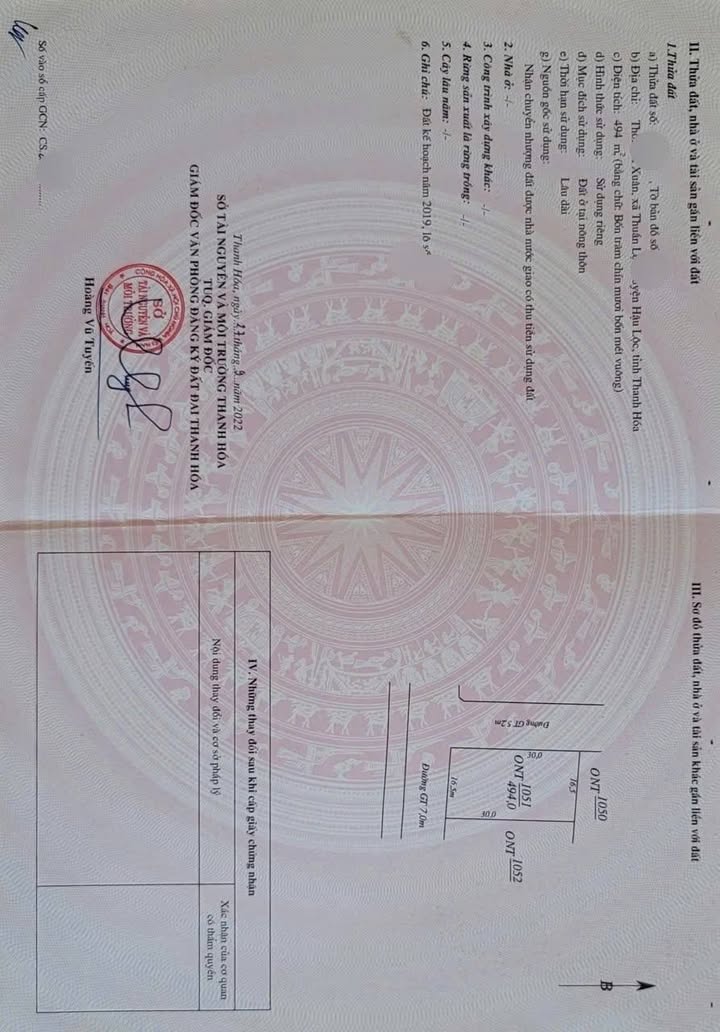 II. Thửa đất, nhà ở và tài sản gắn liền với đất
1.Thửa đất
a) Thửa đất số: , Tờ bản đồ số
b) Địa chỉ: Xuân, xã Thuần Lộc, huyện Hậu Lộc, tỉnh Thanh Hóa
c) Diện tích: 494 m² (bằng chữ: Bốn trăm chín mươi bốn mét vuông)
d) Hình thức sử dụng: Sử dụng riêng
đ) Mục đích sử dụng: Đất ở tại nông thôn
e) Thời hạn sử dụng: Lâu dài
g) Nguồn gốc sử dụng:
Nhận chuyển nhượng đất được nhà nước giao có thu tiền sử dụng đất
2. Nhà ở: -/-
3. Công trình xây dựng khác: -/-
4. Rừng sản xuất là rừng trồng: -/-
5. Cây lâu năm: -/-
6. Ghi chú: Đất kế hoạch năm 2019,
Thanh Hóa, ngày 27 tháng 9 năm 2022
SỞ TÀI NGUYÊN VÀ MÔI TRƯỜNG THANH HÓA
TUQ. GIÁM ĐỐC
GIÁM ĐỐC VĂN PHÒNG ĐĂNG KÝ ĐẤT ĐAI THANH HÓA
SỞ
TÀI NGUYÊN VÀ
MÔI TRƯỜNG
Hoàng Vũ Tuyên
Số vào sổ cấp GCN: CS
III. Sơ đồ thửa đất, nhà ở và tài sản khác gắn liền với đất
B
ONT 1050
16,5
Đường GT 5.2m
30,0
ONT 1051
494,0
30,0
ONT 1052
16.5m
Đường GT 7,0m
IV. Những thay đổi sau khi cấp giấy chứng nhận
Nội dung thay đổi và cơ sở pháp lý
Xác nhận của cơ quan
có thẩm quyền